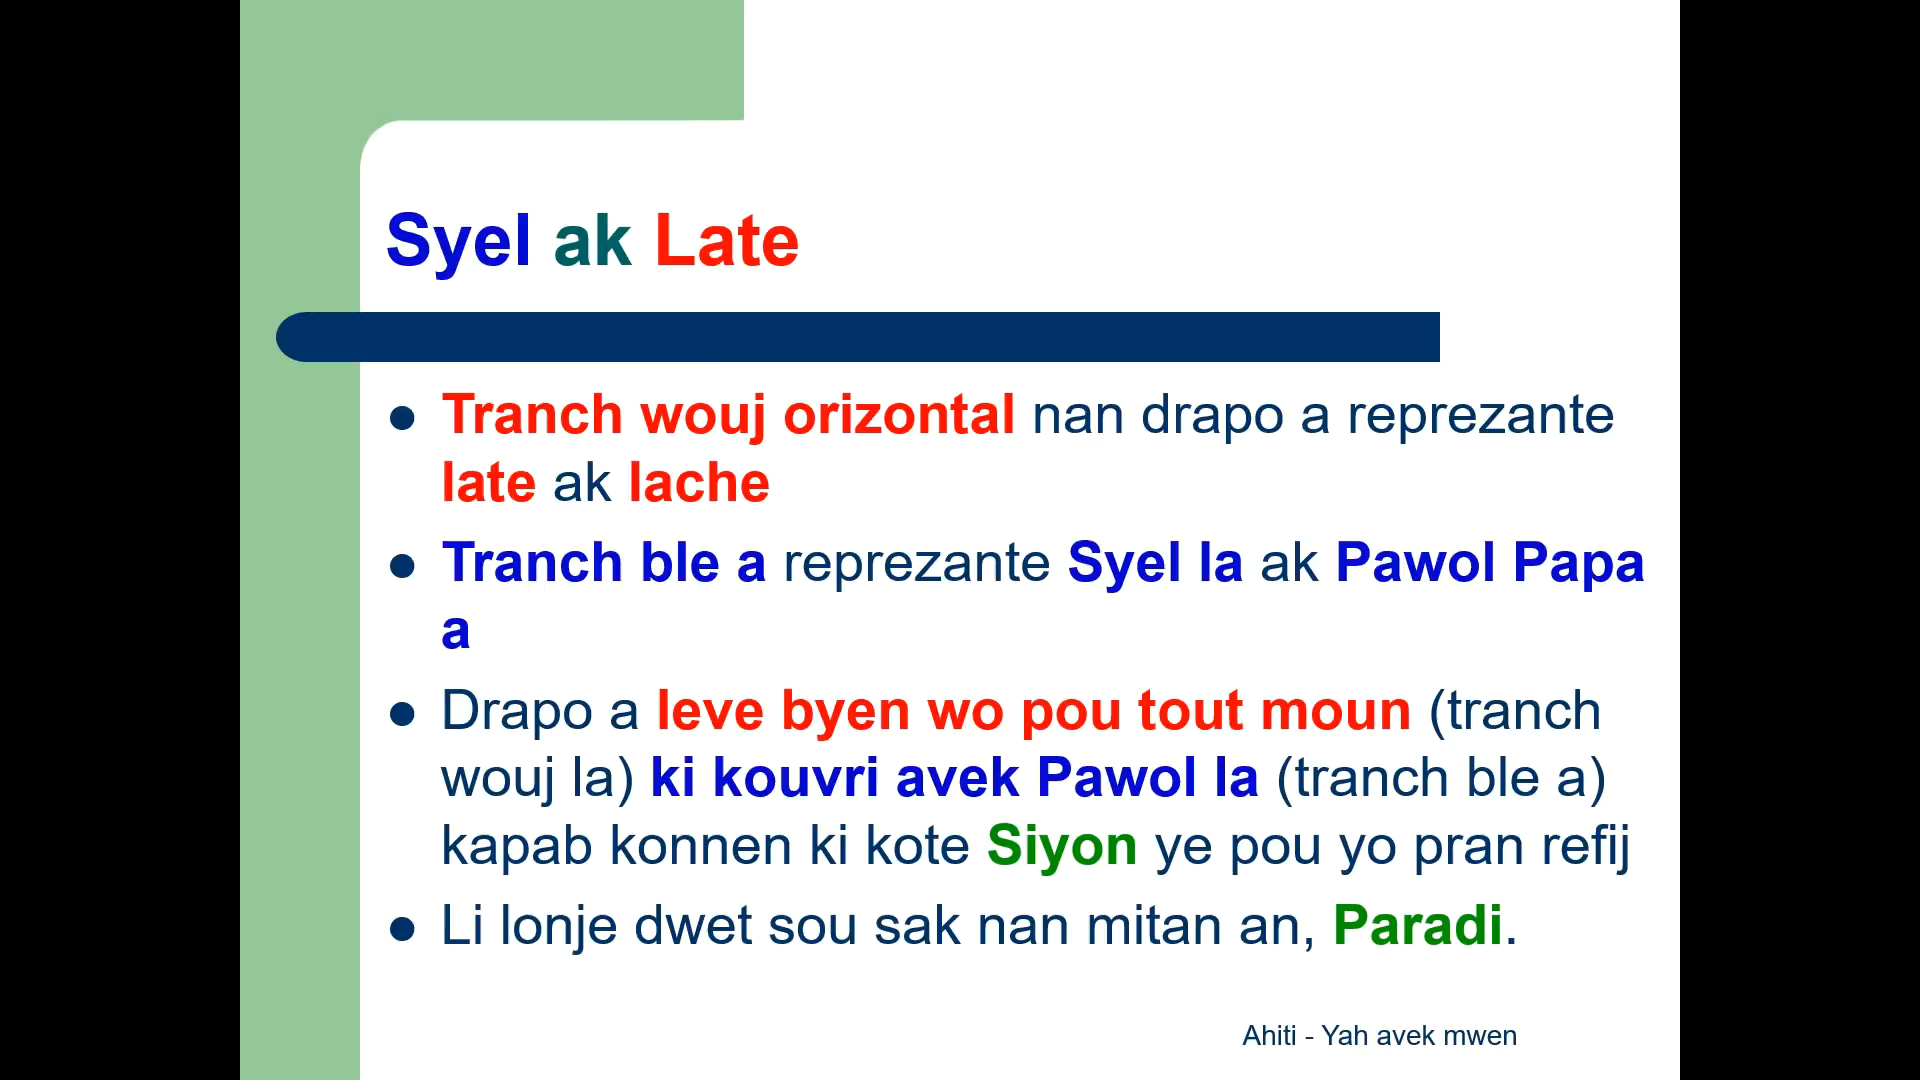 Syel ak Late
Tranch wouj orizontal nan drapo a reprezante
late ak lache
Tranch ble a reprezante Syel la ak Pawol Papa
a
Drapo a leve byen wo pou tout moun (tranch
wouj la) ki kouvri avek Pawol la (tranch ble a)
kapab konnen ki kote Siyon ye pou yo pran refij
Li lonje dwet sou sak nan mitan an, Paradi.
Ahiti - Yah avek mwen